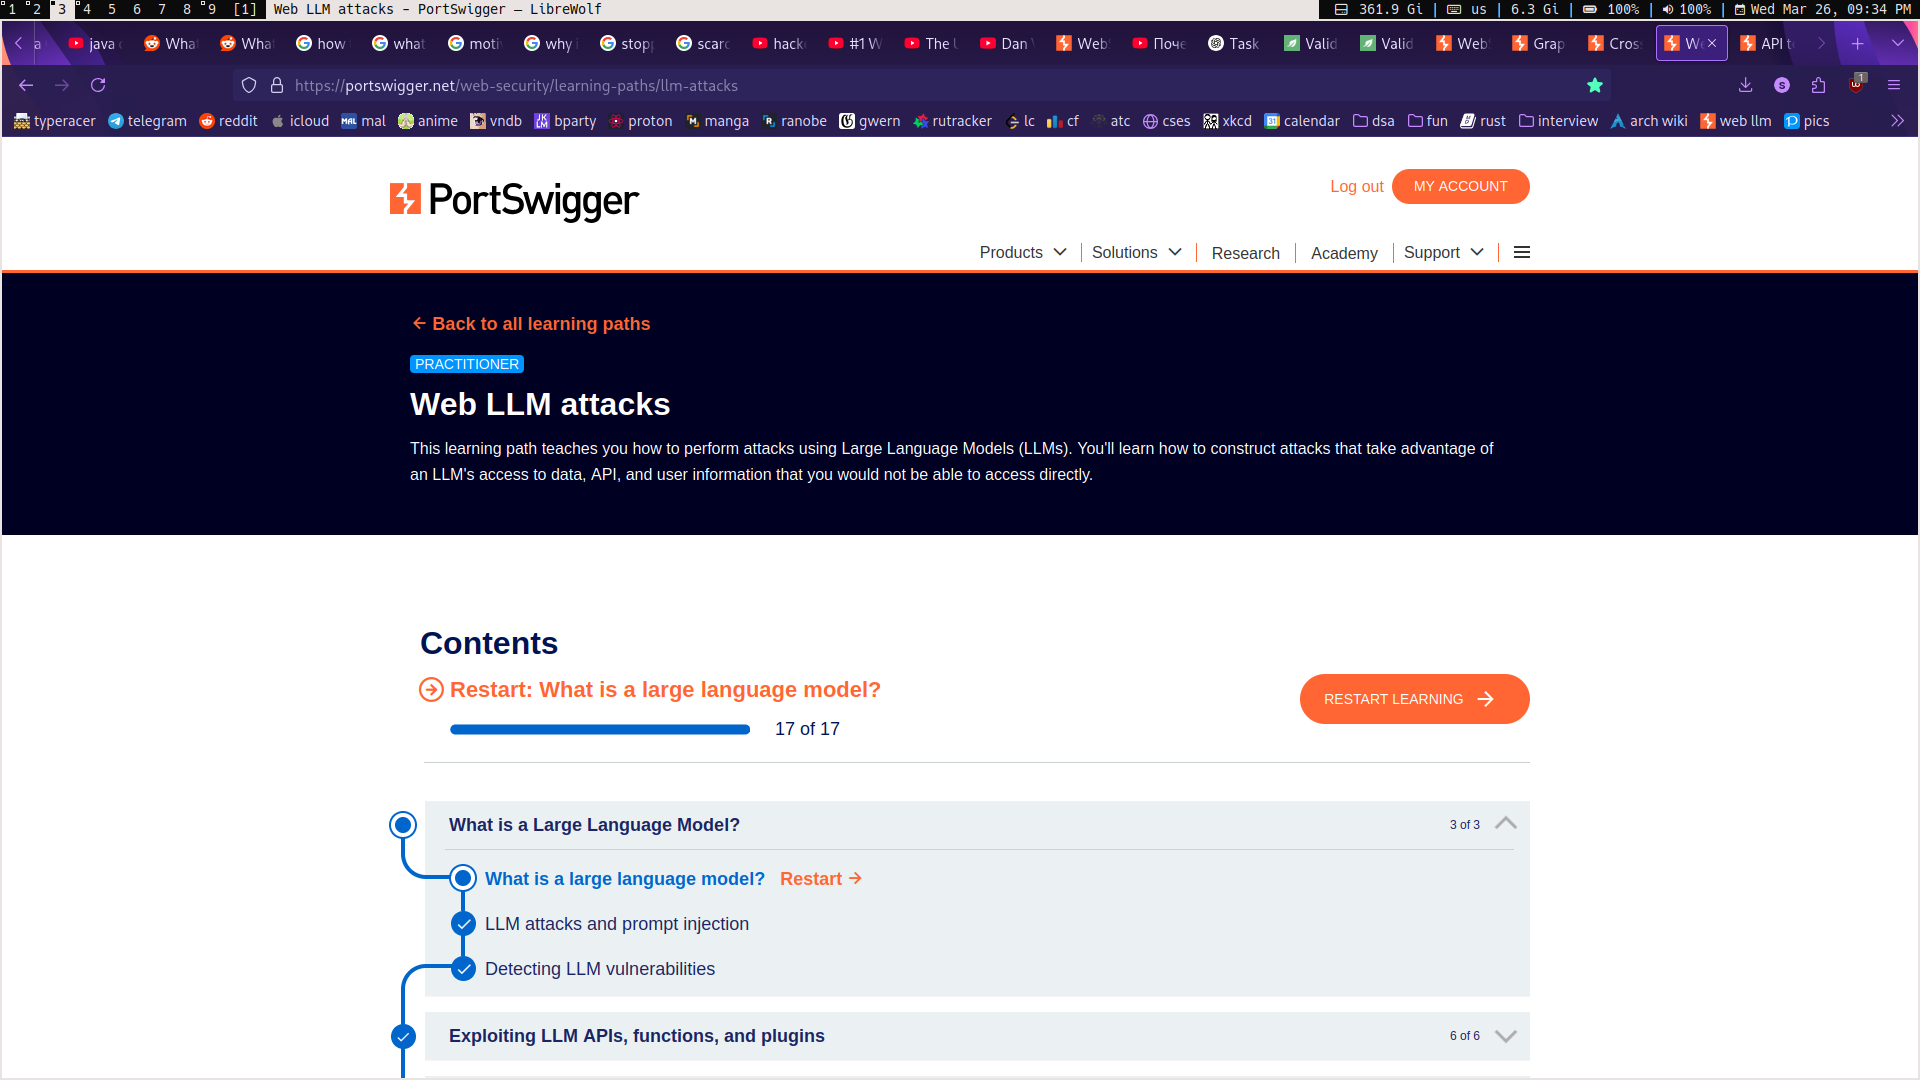 1 2 3 4 5 6 7 8 9 [1] Web LLM attacks - PortSwigger — LibreWolf 361.9 Gi | us | 6.3 Gi | 100% | 100% | Wed Mar 26, 09:34 PM
a java What What how what motiv why i stopp scarc hack #1 W The U Dan WebS Поче Task Valid Valid WebS Grap Cross We API te
https://portswigger.net/web-security/learning-paths/llm-attacks 1
typeracer telegram reddit icloud mal anime vndb bparty proton manga ranobe gwern rutracker lc cf atc cses xkcd calendar dsa fun rust interview arch wiki web llm pics
PortSwigger
Log out MY ACCOUNT
Products Solutions Research Academy Support
Back to all learning paths
PRACTITIONER
Web LLM attacks
This learning path teaches you how to perform attacks using Large Language Models (LLMs). You'll learn how to construct attacks that take advantage of
an LLM's access to data, API, and user information that you would not be able to access directly.
Contents
Restart: What is a large language model?
RESTART LEARNING
17 of 17
What is a Large Language Model? 3 of 3
What is a large language model? Restart
LLM attacks and prompt injection
Detecting LLM vulnerabilities
Exploiting LLM APIs, functions, and plugins 6 of 6